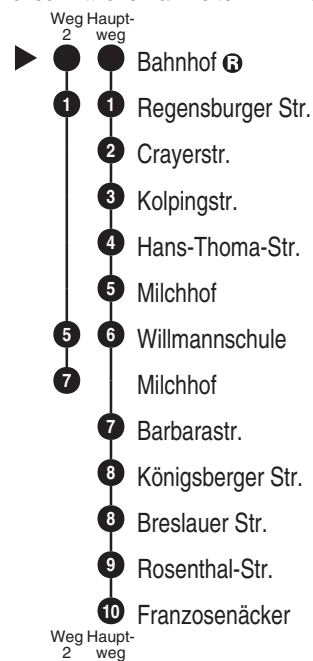 Weg Haupt-
2 weg
Bahnhof R
1 1 Regensburger Str.
2 Crayerstr.
3 Kolpingstr.
4 Hans-Thoma-Str.
5 Milchhof
5 6 Willmannschule
7 Milchhof
7 Barbarastr.
8 Königsberger Str.
8 Breslauer Str.
9 Rosenthal-Str.
10 Franzosenäcker
Weg Haupt-
2 weg